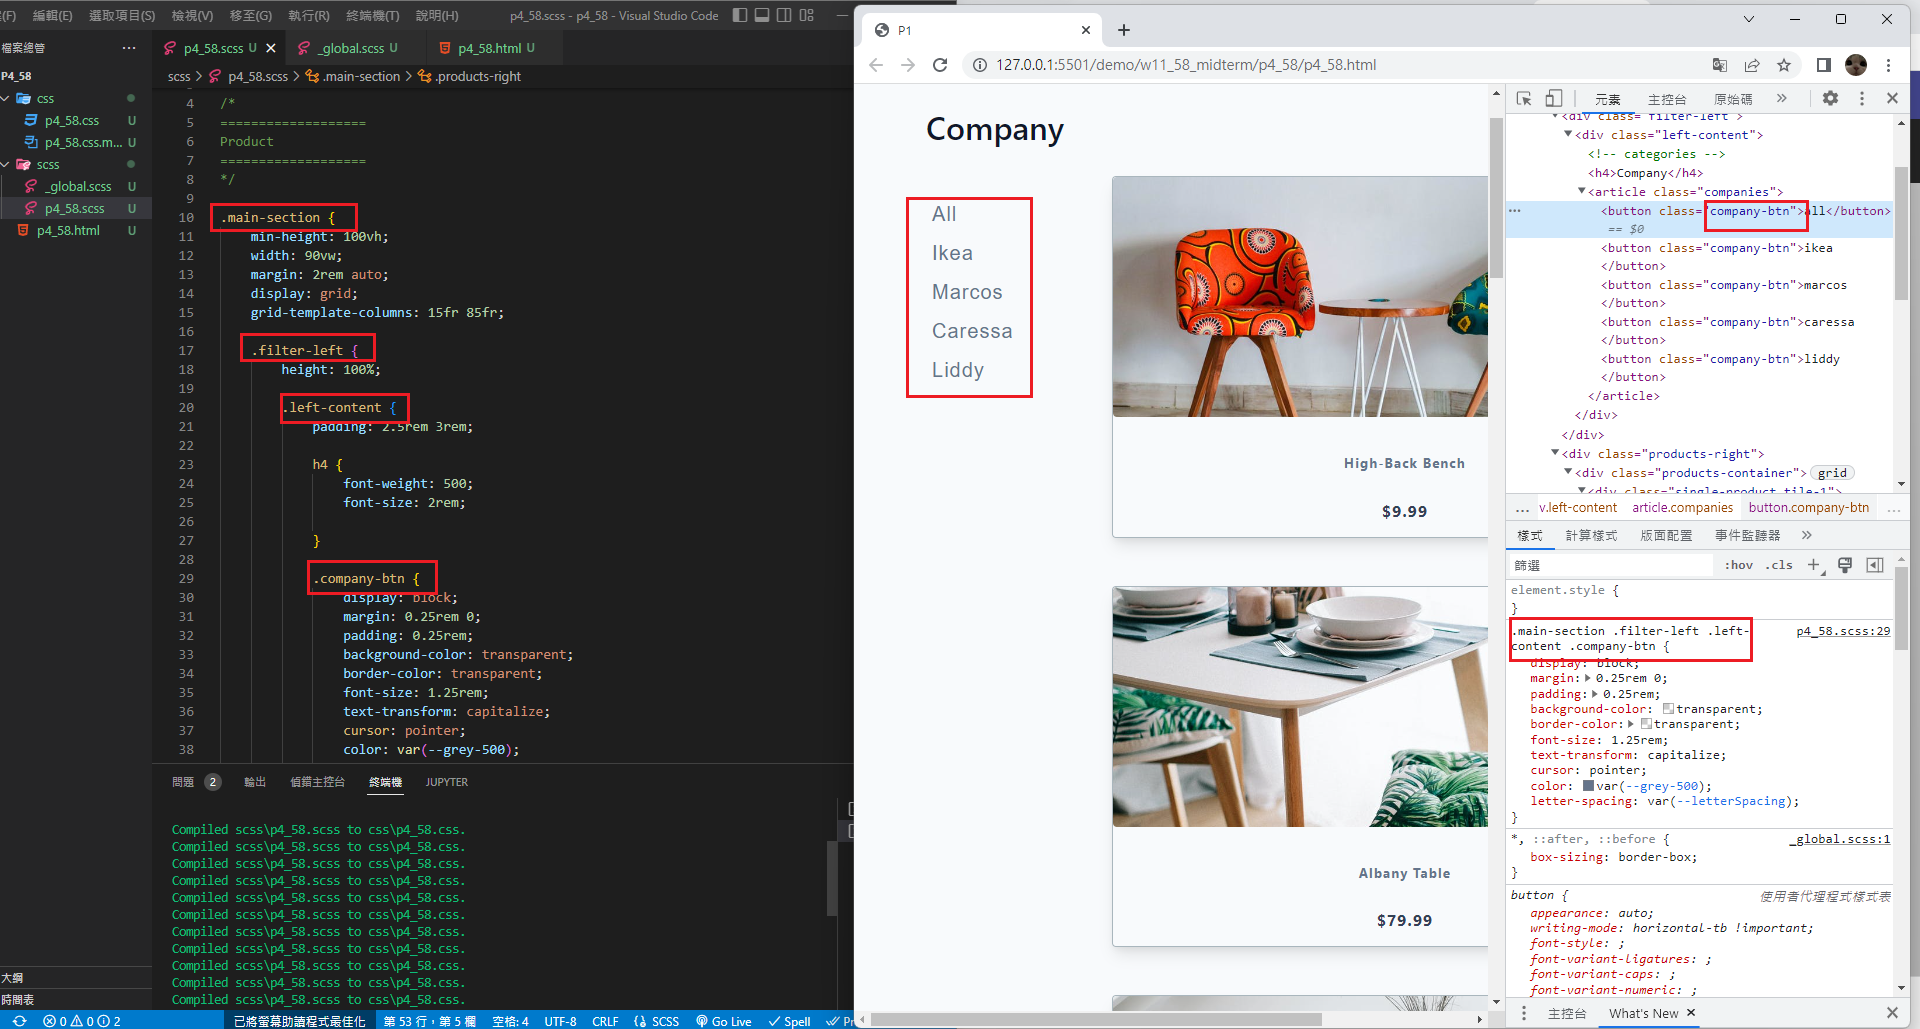 (F) 編輯(E) 選取項目(S) 檢視(V) 移至(G) 執行(R) 終端機(T) 說明(H) p4_58.scss - p4_58 - Visual Studio Code
檔案總管 ...
P4_58
css
p4_58.css U
p4_58.css.m... U
scss
_global.scss U
p4_58.scss U
p4_58.html U
大綱
時間表
p4_58.scss U
_global.scss U
p4_58.html U
scss > p4_58.scss > .main-section > .products-right
4 /*
5 ===================
6 Product
7 ===================
8 */
9
10 .main-section {
11 min-height: 100vh;
12 width: 90vw;
13 margin: 2rem auto;
14 display: grid;
15 grid-template-columns: 15fr 85fr;
16
17 .filter-left {
18 height: 100%;
19
20 .left-content {
21 padding: 2.5rem 3rem;
22
23 h4 {
24 font-weight: 500;
25 font-size: 2rem;
26
27 }
28
29 .company-btn {
30 display: block;
31 margin: 0.25rem 0;
32 padding: 0.25rem;
33 background-color: transparent;
34 border-color: transparent;
35 font-size: 1.25rem;
36 text-transform: capitalize;
37 cursor: pointer;
38 color: var(--grey-500);
問題 2 輸出 偵錯主控台 終端機 JUPYTER
Compiled scss\p4_58.scss to css\p4_58.css.
Compiled scss\p4_58.scss to css\p4_58.css.
Compiled scss\p4_58.scss to css\p4_58.css.
Compiled scss\p4_58.scss to css\p4_58.css.
Compiled scss\p4_58.scss to css\p4_58.css.
Compiled scss\p4_58.scss to css\p4_58.css.
Compiled scss\p4_58.scss to css\p4_58.css.
Compiled scss\p4_58.scss to css\p4_58.css.
Compiled scss\p4_58.scss to css\p4_58.css.
Compiled scss\p4_58.scss to css\p4_58.css.
Compiled scss\p4_58.scss to css\p4_58.css.
0 0 2 已將螢幕助讀程式最佳化 第 53 行，第 5 欄 空格: 4 UTF-8 CRLF SCSS Go Live Spell Pr
P1
127.0.0.1:5501/demo/w11_58_midterm/p4_58/p4_58.html
Company
All
Ikea
Marcos
Caressa
Liddy
High-Back Bench
$9.99
Albany Table
$79.99
元素 主控台 原始碼 »
<div class="filter-left">
<div class="left-content">
<!-- categories -->
<h4>Company</h4>
<article class="companies">
... <button class="company-btn">all</button>
== $0
<button class="company-btn">ikea
</button>
<button class="company-btn">marcos
</button>
<button class="company-btn">caressa
</button>
<button class="company-btn">liddy
</button>
</article>
</div>
</div>
<div class="products-right">
<div class="products-container"> grid
<div class="single-product tile-1">
... v.left-content article.companies button.company-btn ...
樣式 計算樣式 版面配置 事件監聽器 »
篩選 :hov .cls +
element.style {
}
.main-section .filter-left .left- p4_58.scss:29
content .company-btn {
display: block;
margin: 0.25rem 0;
padding: 0.25rem;
background-color: transparent;
border-color: transparent;
font-size: 1.25rem;
text-transform: capitalize;
cursor: pointer;
color: var(--grey-500);
letter-spacing: var(--letterSpacing);
}
*, ::after, ::before { _global.scss:1
box-sizing: border-box;
}
button { 使用者代理程式樣式表
appearance: auto;
writing-mode: horizontal-tb !important;
font-style: ;
font-variant-ligatures: ;
font-variant-caps: ;
font-variant-numeric: ;
主控台 What's New